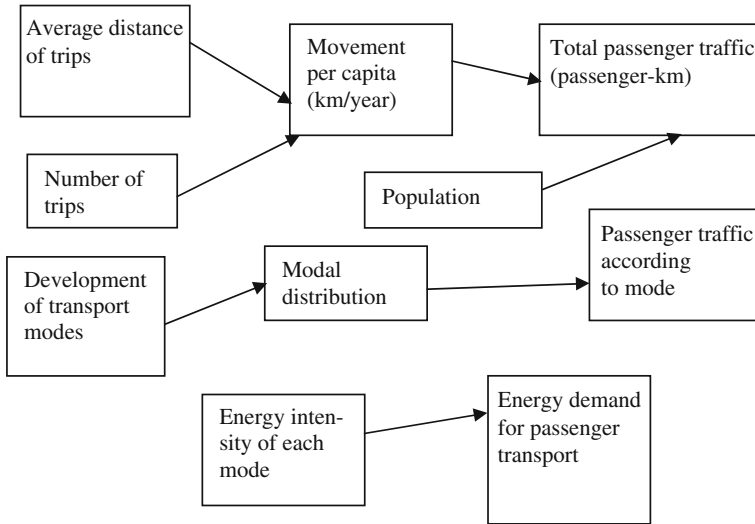 Average distance
of trips
Movement
per capita
(km/year)
Total passenger traffic
(passenger-km)
Number of
trips
Population
Development
of transport
modes
Modal
distribution
Passenger traffic
according
to mode
Energy inten-
sity of each
mode
Energy demand
for passenger
transport